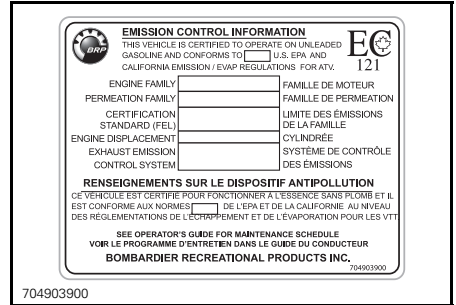 EMISSION CONTROL INFORMATION
THIS VEHICLE IS CERTIFIED TO OPERATE ON UNLEADED
GASOLINE AND CONFORMS TO U.S. EPA AND
CALIFORNIA EMISSION / EVAP REGULATIONS FOR ATV.
BRP
EC
121
ENGINE FAMILY FAMILLE DE MOTEUR
PERMEATION FAMILY FAMILLE DE PERMEATION
CERTIFICATION LIMITE DES ÉMISSIONS
STANDARD (FEL) DE LA FAMILLE
ENGINE DISPLACEMENT CYLINDRÉE
EXHAUST EMISSION SYSTÈME DE CONTRÔLE
CONTROL SYSTEM DES ÉMISSIONS
RENSEIGNEMENTS SUR LE DISPOSITIF ANTIPOLLUTION
CE VÉHICULE EST CERTIFIÉ POUR FONCTIONNER À L'ESSENCE SANS PLOMB ET IL
EST CONFORME AUX NORMES DE L'EPA ET DE LA CALIFORNIE AU NIVEAU
DES RÉGLEMENTATIONS DE L'ÉCHAPPEMENT ET DE L'ÉVAPORATION POUR LES VTT.
SEE OPERATOR'S GUIDE FOR MAINTENANCE SCHEDULE
VOIR LE PROGRAMME D'ENTRETIEN DANS LE GUIDE DU CONDUCTEUR
BOMBARDIER RECREATIONAL PRODUCTS INC.
704903900
704903900